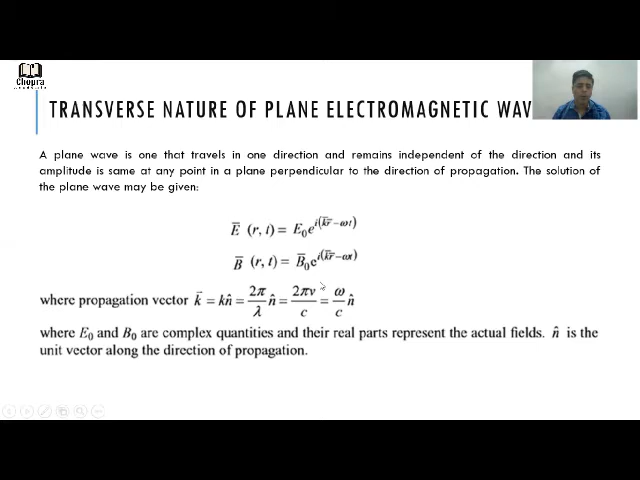 Chopra
TRANSVERSE NATURE OF PLANE ELECTROMAGNETIC WAV
A plane wave is one that travels in one direction and remains independent of the direction and its
amplitude is same at any point in a plane perpendicular to the direction of propagation. The solution of
the plane wave may be given:
E̅ (r, t) = E₀e^{i(k̅r̅−ωt)}
B̅ (r, t) = B̅₀e^{i(k̅r̅−ωx)}
where propagation vector k⃗ = kn̂ = 2π/λ n̂ = 2πν/c = ω/c n̂
where E₀ and B₀ are complex quantities and their real parts represent the actual fields. n̂ is the
unit vector along the direction of propagation.